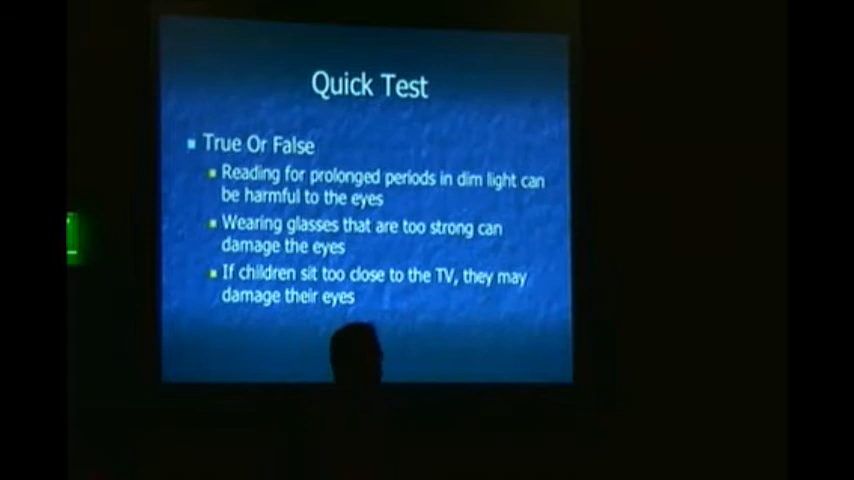 Quick Test
True Or False
Reading for prolonged periods in dim light can
be harmful to the eyes
Wearing glasses that are too strong can
damage the eyes
If children sit too close to the TV, they may
damage their eyes